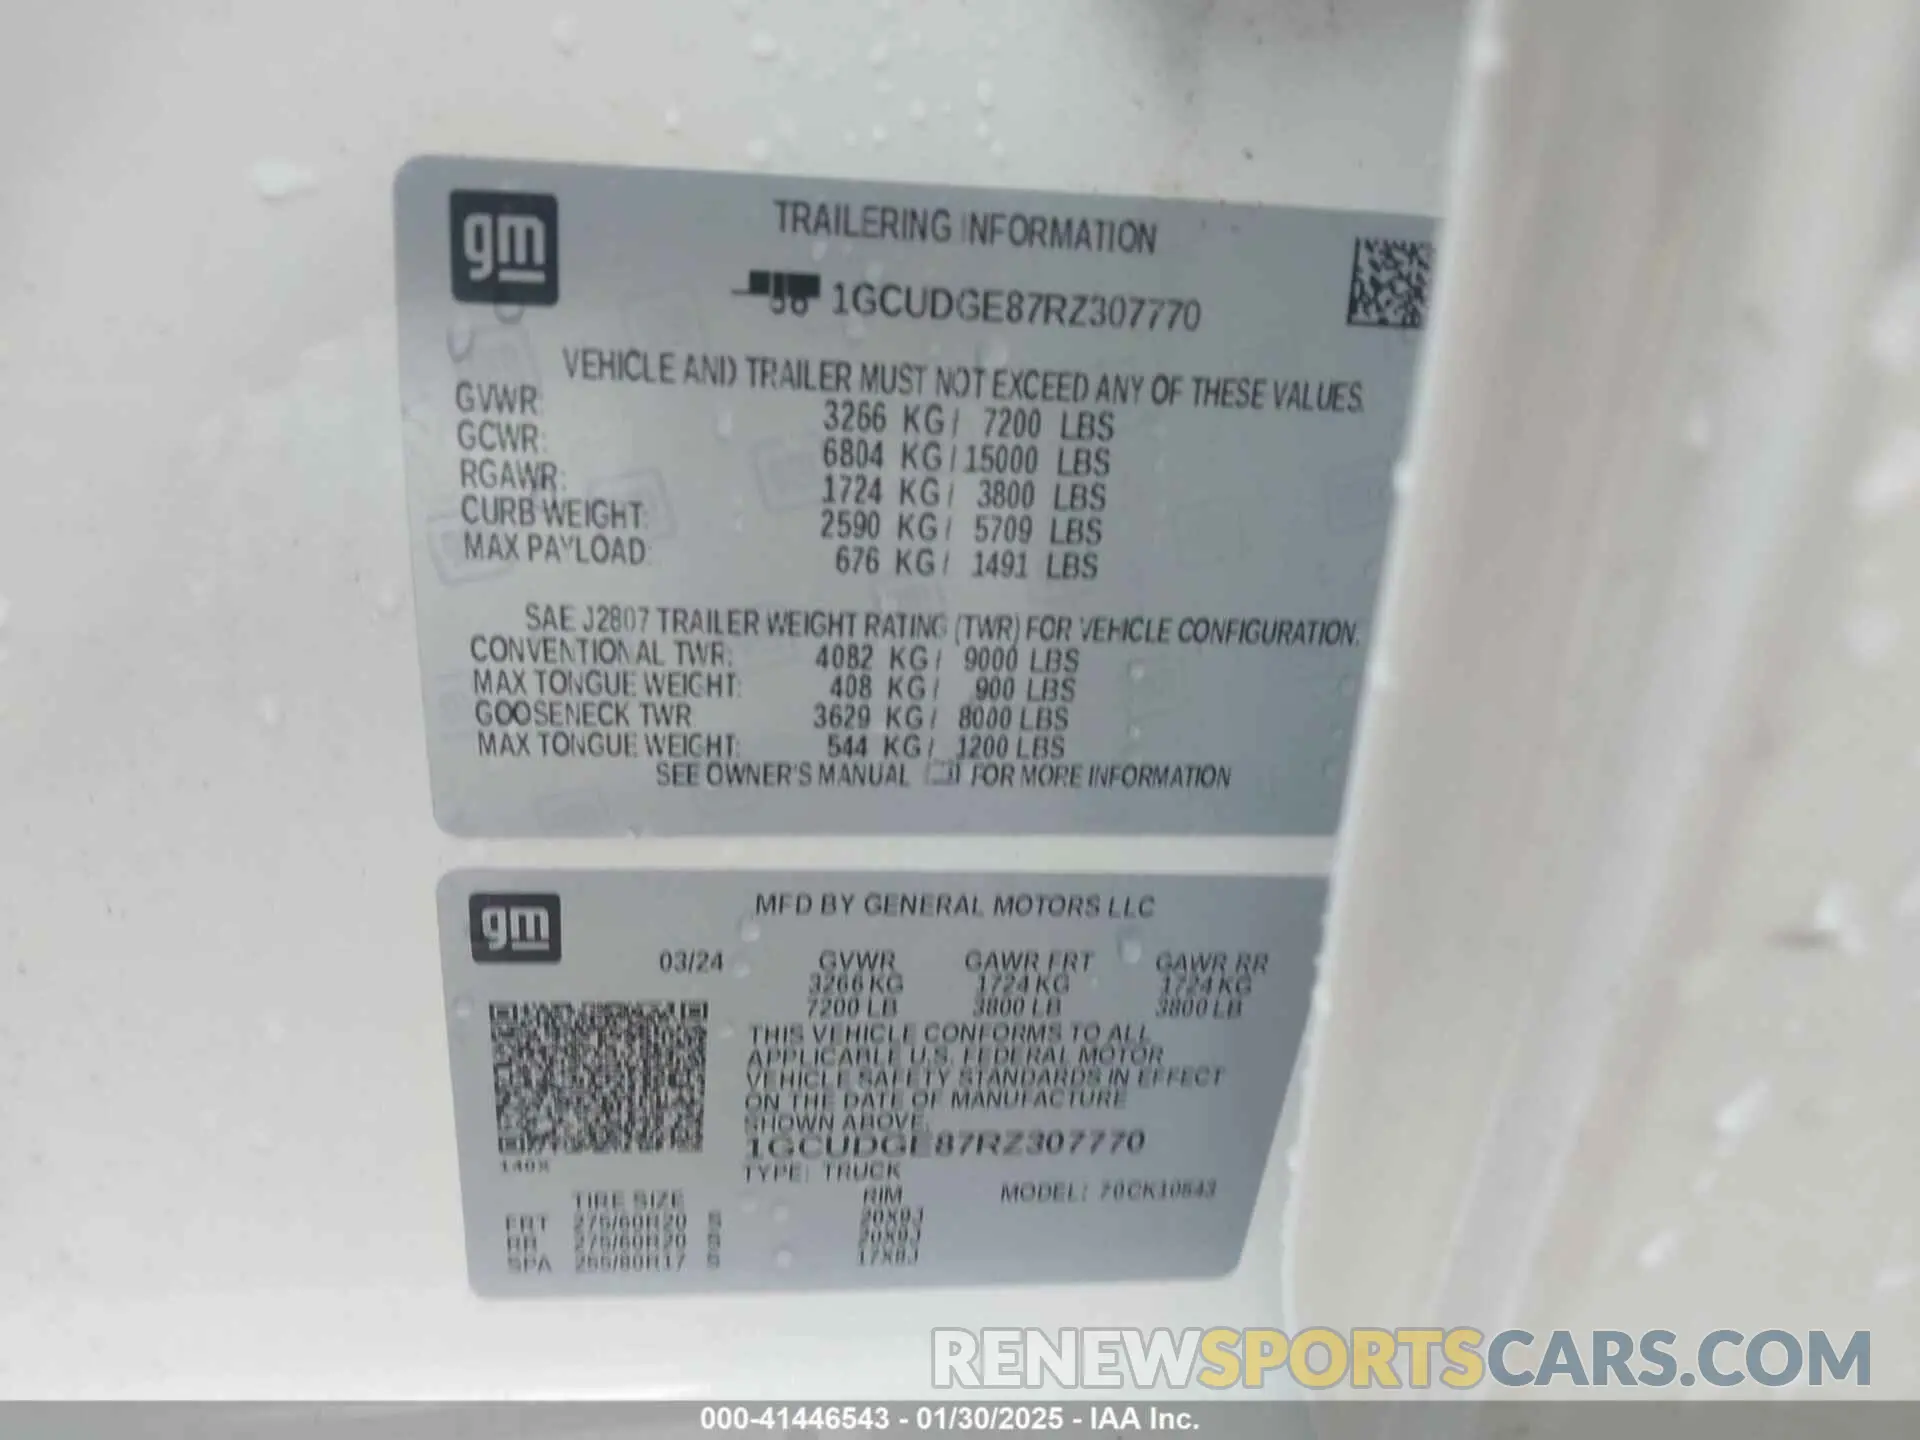 gm
TRAILERING INFORMATION
1GCUDGE87RZ307770
VEHICLE AND TRAILER MUST NOT EXCEED ANY OF THESE VALUES.
GVWR: 3266 KG / 7200 LBS
GCWR: 6804 KG / 15000 LBS
RGAWR: 1724 KG / 3800 LBS
CURB WEIGHT: 2590 KG / 5709 LBS
MAX PAYLOAD: 676 KG / 1491 LBS
SAE J2807 TRAILER WEIGHT RATING (TWR) FOR VEHICLE CONFIGURATION.
CONVENTIONAL TWR: 4082 KG / 9000 LBS
MAX TONGUE WEIGHT: 408 KG / 900 LBS
GOOSENECK TWR 3629 KG / 8000 LBS
MAX TONGUE WEIGHT: 544 KG / 1200 LBS
SEE OWNER'S MANUAL FOR MORE INFORMATION
gm
MFD BY GENERAL MOTORS LLC
03/24 GVWR GAWR FRT GAWR RR
3266 KG 1724 KG 1724 KG
7200 LB 3800 LB 3800 LB
THIS VEHICLE CONFORMS TO ALL
APPLICABLE U.S. FEDERAL MOTOR
VEHICLE SAFETY STANDARDS IN EFFECT
ON THE DATE OF MANUFACTURE
SHOWN ABOVE.
1GCUDGE87RZ307770
140X
TYPE: TRUCK
TIRE SIZE RIM MODEL: 70CK10543
FRT 275/60R20 S 20X9J
RR 275/60R20 S 20X9J
SPA 255/80R17 S 17X8J
RENEWSPORTSCARS.COM
000-41446543 - 01/30/2025 - IAA Inc.